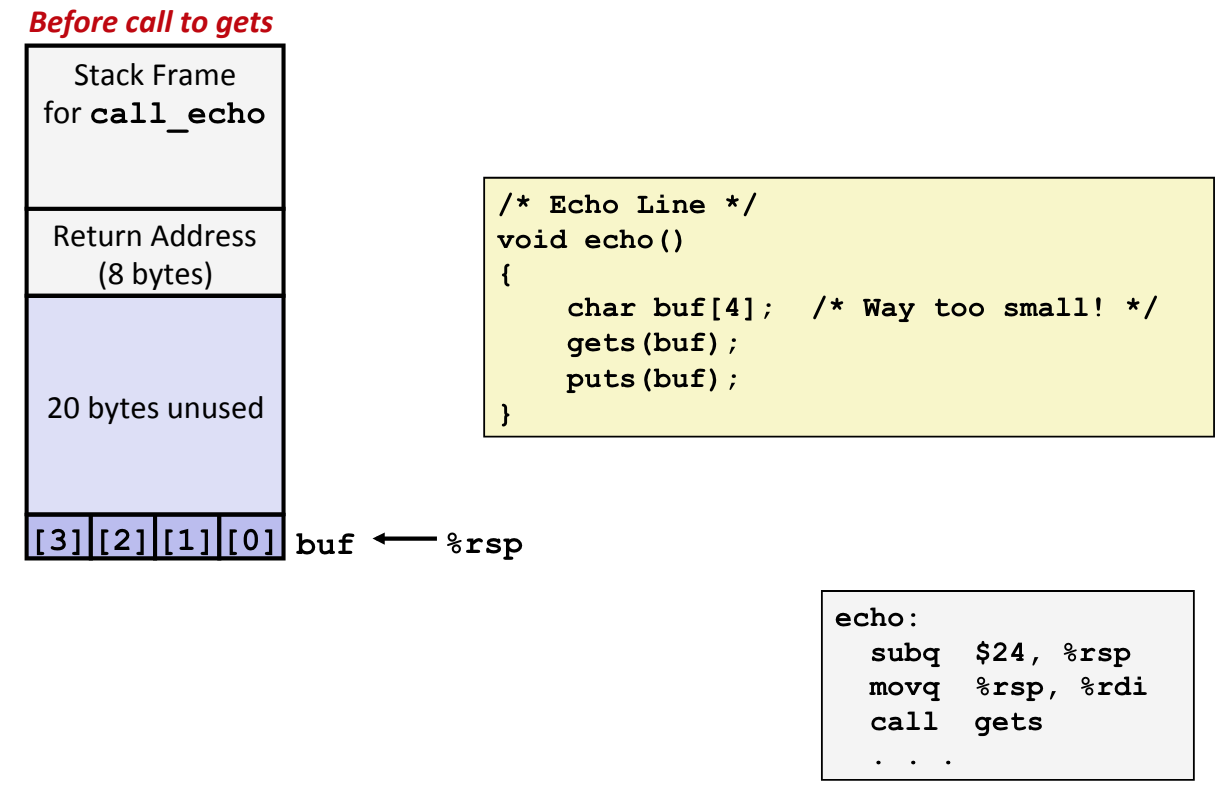 Before call to gets
Stack Frame
for call_echo
Return Address
(8 bytes)
20 bytes unused
[3] [2] [1] [0] buf %rsp
/* Echo Line */
void echo()
{
    char buf[4];  /* Way too small! */
    gets(buf);
    puts(buf);
}
echo:
  subq  $24, %rsp
  movq  %rsp, %rdi
  call  gets
  . . .